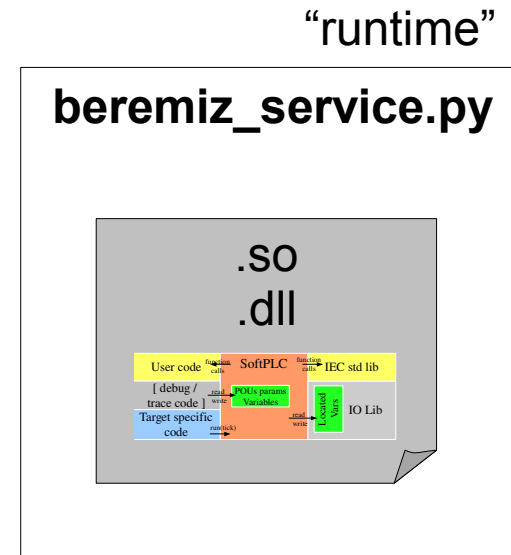 “runtime”
beremiz_service.py
.so
.dll
User code
function
calls
SoftPLC
function
calls
IEC std lib
[ debug /
trace code ]
read
write
POUs params
Variables
Located
Vars
IO Lib
Target specific
code
run(tick)
read
write